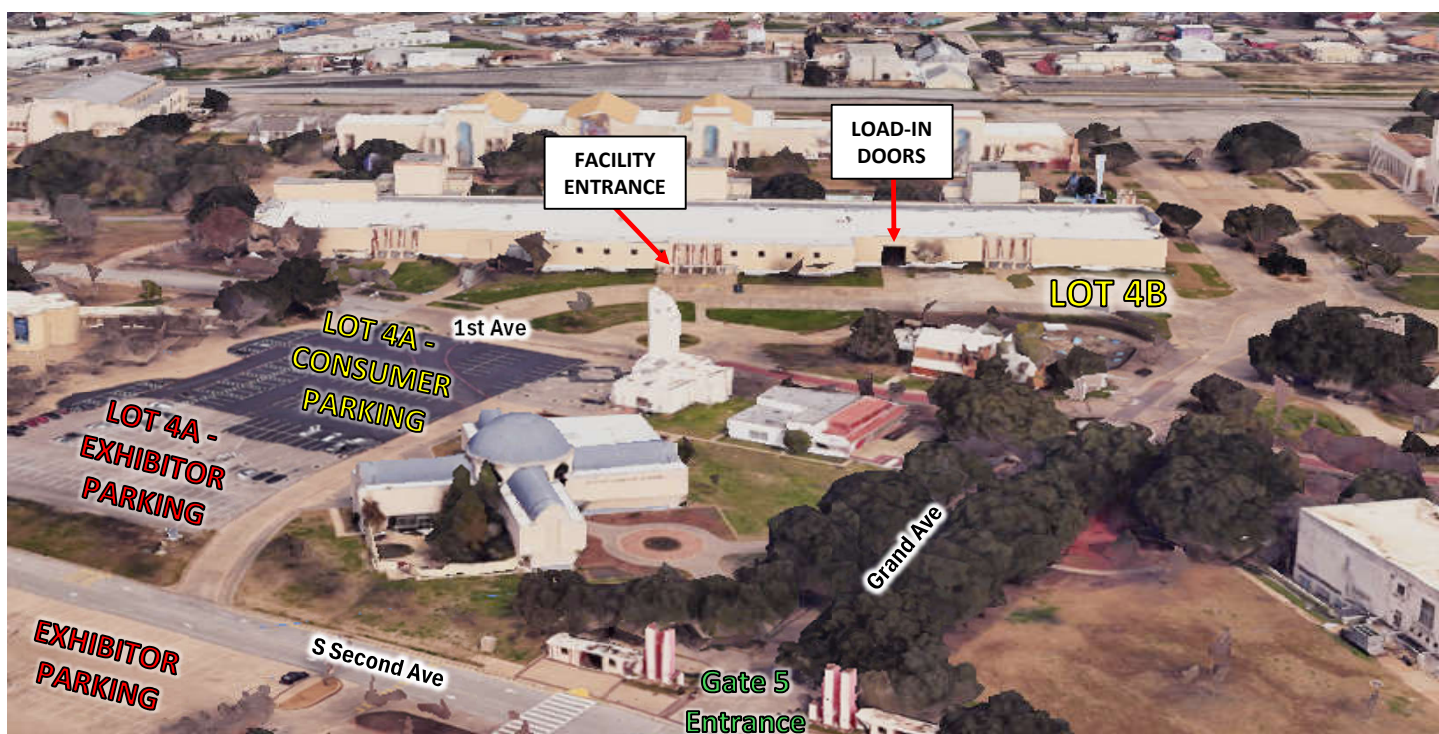 FACILITY
ENTRANCE
LOAD-IN
DOORS
LOT 4B
1st Ave
LOT 4A -
CONSUMER
PARKING
LOT 4A -
EXHIBITOR
PARKING
Grand Ave
EXHIBITOR
PARKING
S Second Ave
Gate 5
Entrance